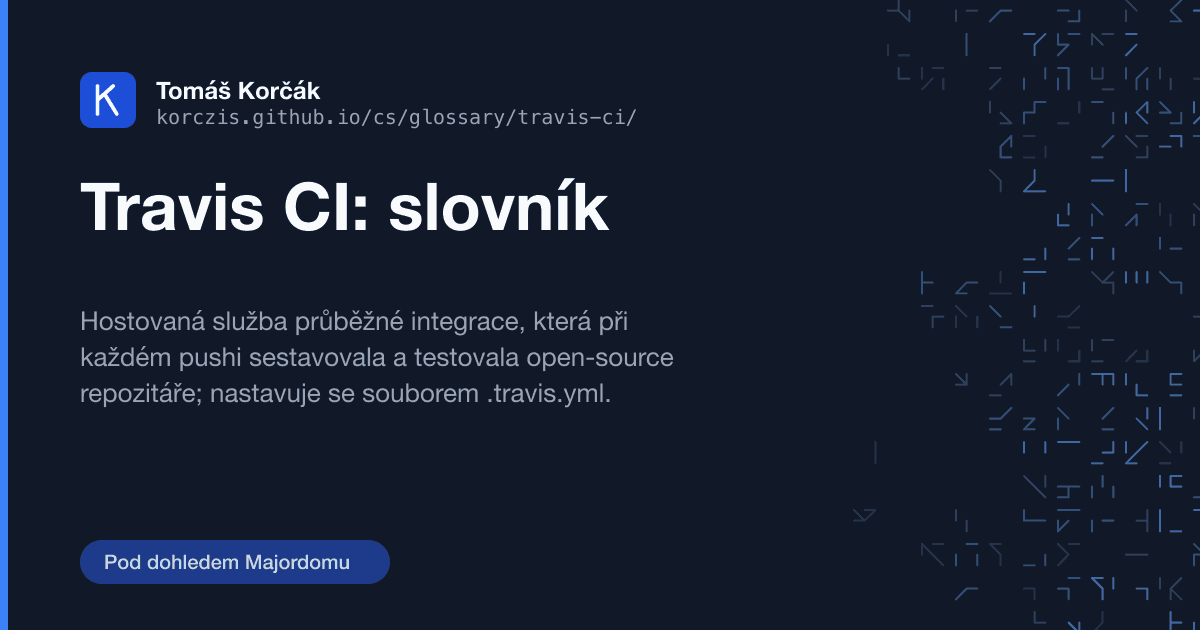 K
Tomáš Korčák
korczis.github.io/cs/glossary/travis-ci/
Travis CI: slovník
Hostovaná služba průběžné integrace, která při
každém pushi sestavovala a testovala open-source
repozitáře; nastavuje se souborem .travis.yml.
Pod dohledem Majordomu